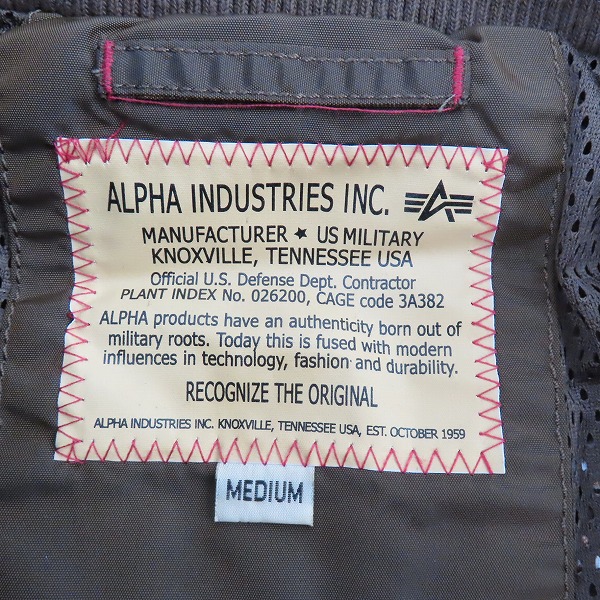 ALPHA INDUSTRIES INC.
MANUFACTURER ★ US MILITARY
KNOXVILLE, TENNESSEE USA
Official U.S. Defense Dept. Contractor
PLANT INDEX No. 026200, CAGE code 3A382
ALPHA products have an authenticity born out of
military roots. Today this is fused with modern
influences in technology, fashion and durability.
RECOGNIZE THE ORIGINAL
ALPHA INDUSTRIES INC. KNOXVILLE, TENNESSEE USA, EST. OCTOBER 1959
MEDIUM